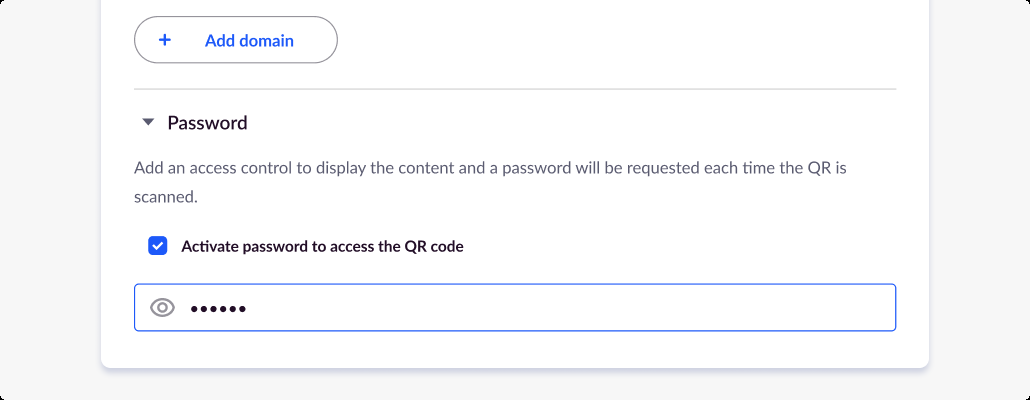 + Add domain
Password
Add an access control to display the content and a password will be requested each time the QR is
scanned.
Activate password to access the QR code
••••••